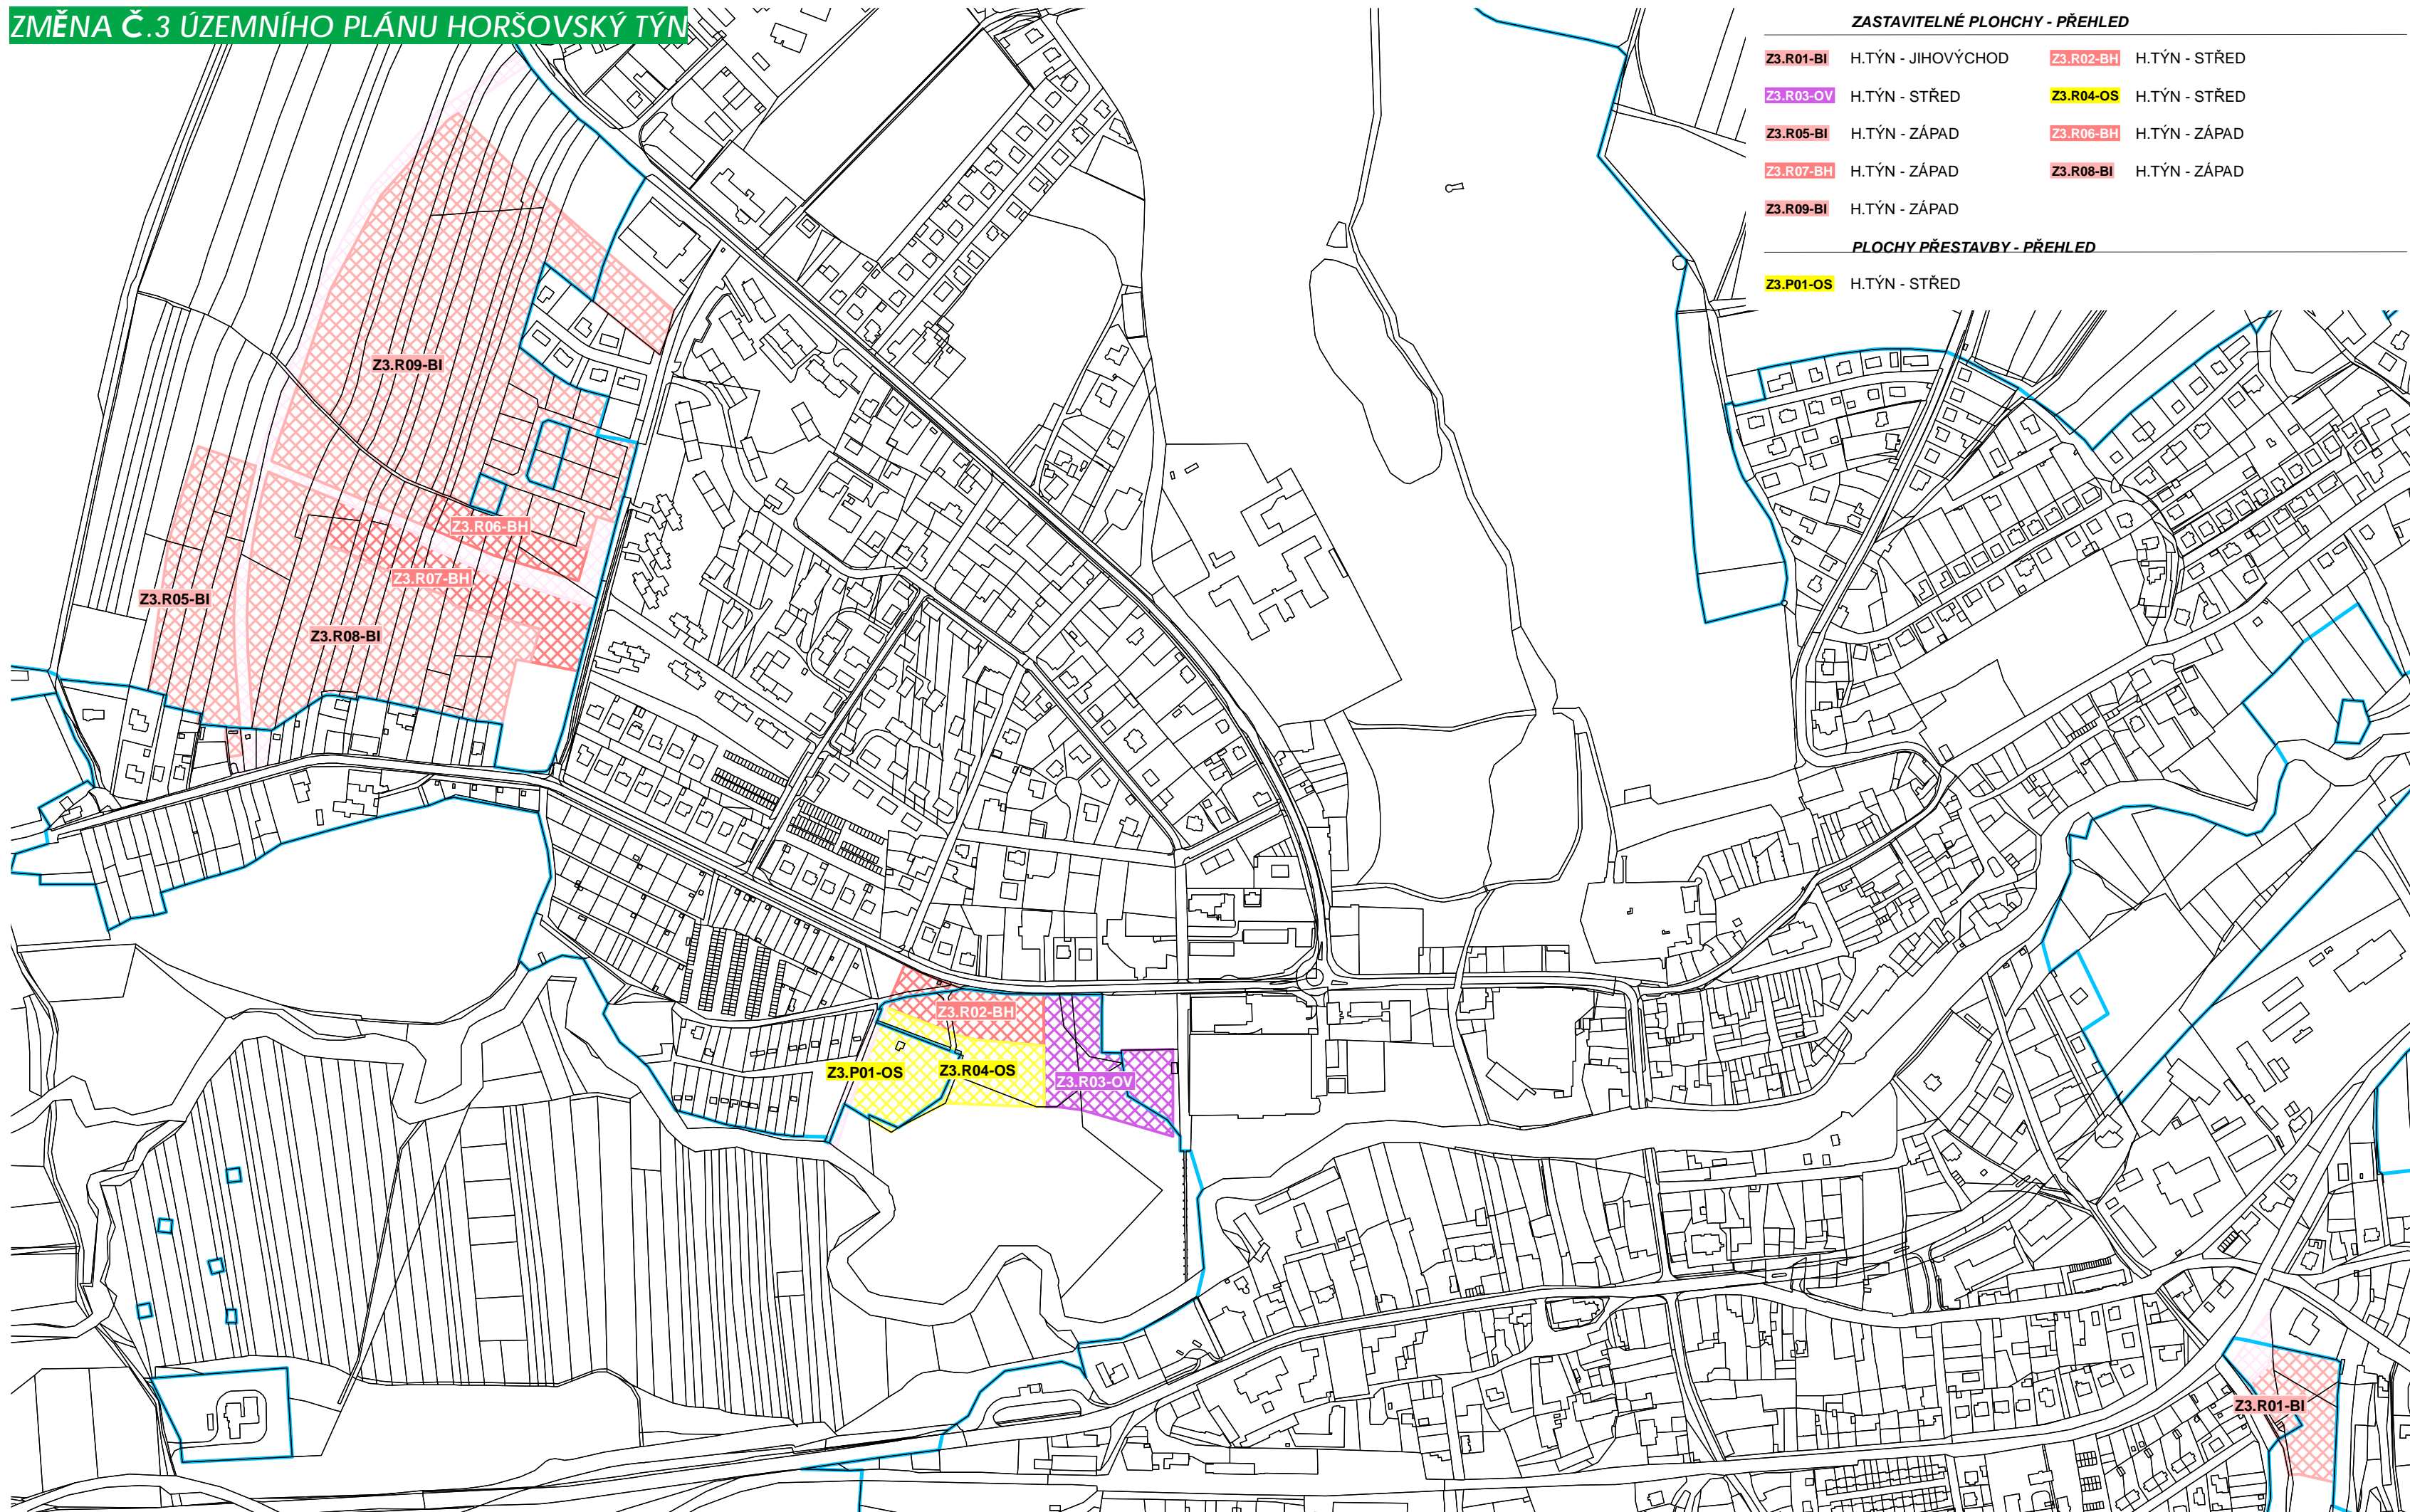 ZMĚNA Č.3 ÚZEMNÍHO PLÁNU HORŠOVSKÝ TÝN
ZASTAVITELNÉ PLOHCHY - PŘEHLED
Z3.R01-BI H.TÝN - JIHOVÝCHOD Z3.R02-BH H.TÝN - STŘED
Z3.R03-OV H.TÝN - STŘED Z3.R04-OS H.TÝN - STŘED
Z3.R05-BI H.TÝN - ZÁPAD Z3.R06-BH H.TÝN - ZÁPAD
Z3.R07-BH H.TÝN - ZÁPAD Z3.R08-BI H.TÝN - ZÁPAD
Z3.R09-BI H.TÝN - ZÁPAD
PLOCHY PŘESTAVBY - PŘEHLED
Z3.P01-OS H.TÝN - STŘED
Z3.R09-BI
Z3.R06-BH
Z3.R07-BH
Z3.R05-BI
Z3.R08-BI
Z3.R02-BH
Z3.P01-OS
Z3.R04-OS
Z3.R03-OV
Z3.R01-BI